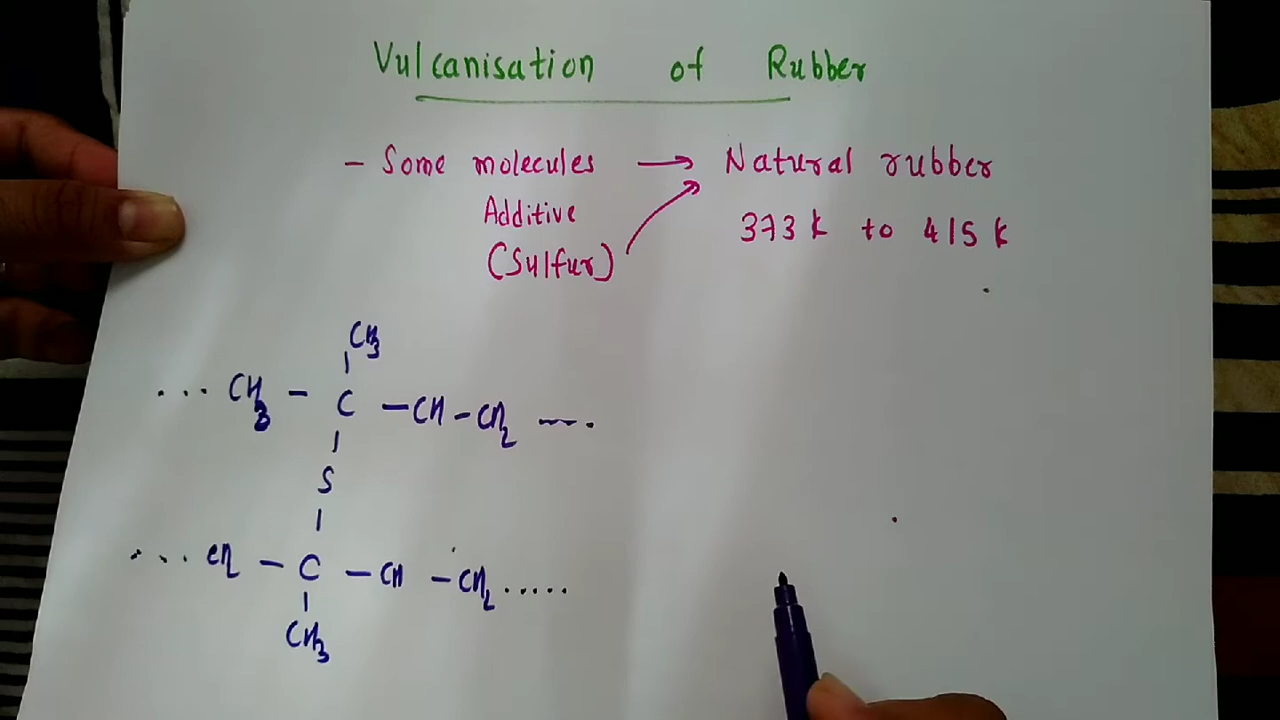 Vulcanisation of Rubber
- Some molecules → Natural rubber
Additive 373 k to 415 k
(Sulfur)
CH3
... CH3 - C - CH - CH2 ---.
S
... CH2 - C - CH - CH2 .....
CH3